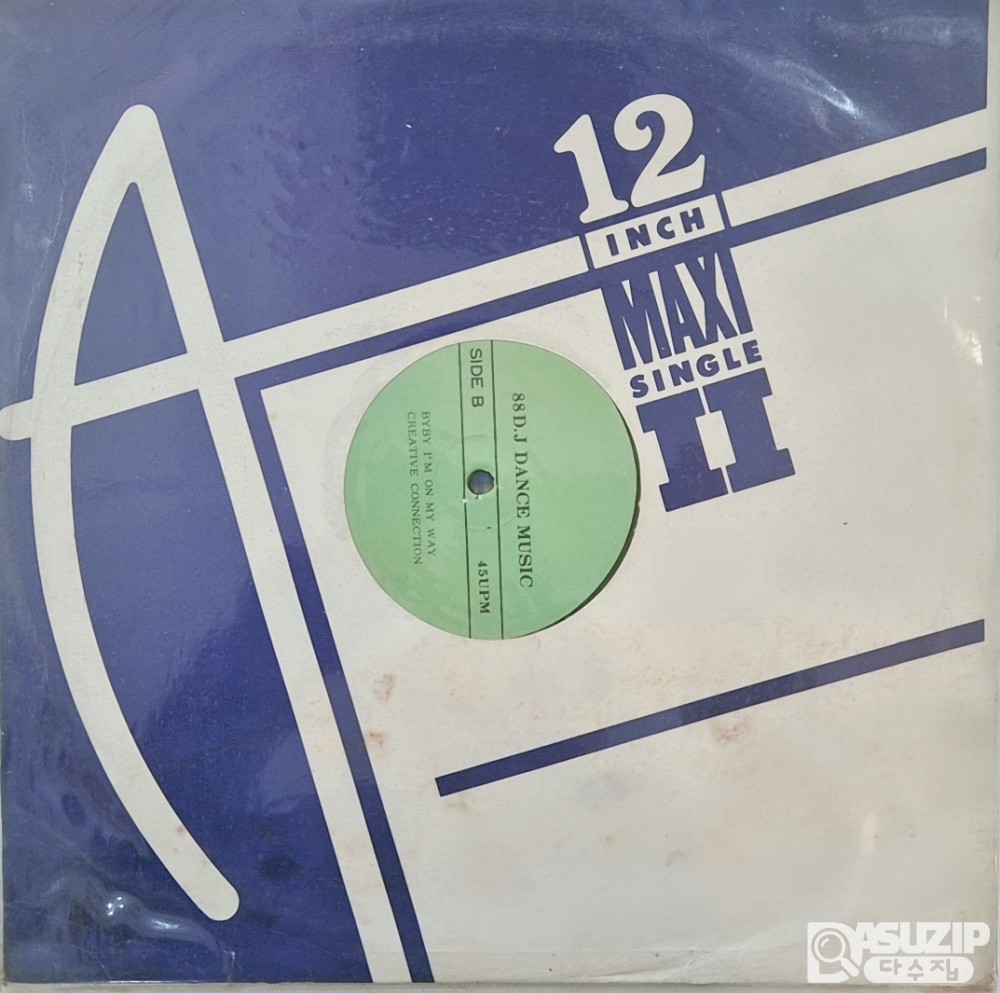 12
INCH
MAXI
SINGLE
II
88D.J DANCE MUSIC
SIDE B
45UPM
BYBY I'M ON MY WAY
CREATIVE CONNECTION
DASUZIP
다수집